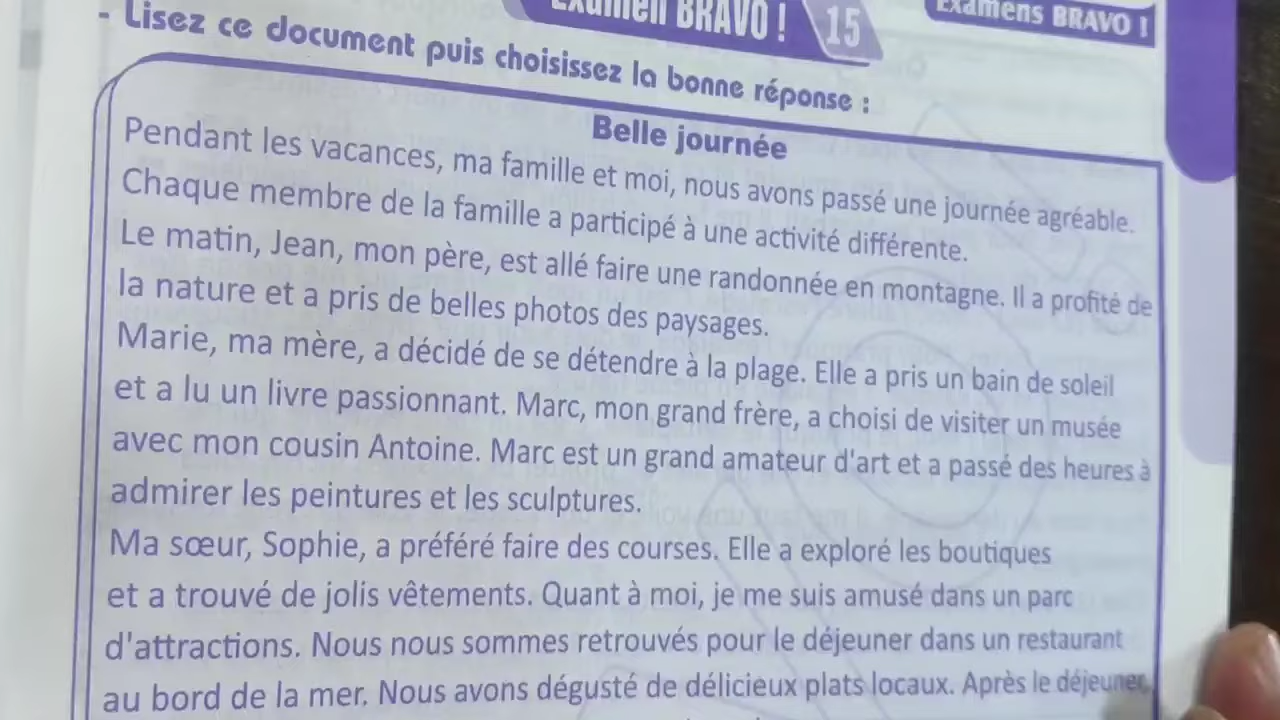 Examen BRAVO ! 15
Examens BRAVO !
- Lisez ce document puis choisissez la bonne réponse :
Belle journée
Pendant les vacances, ma famille et moi, nous avons passé une journée agréable.
Chaque membre de la famille a participé à une activité différente.
Le matin, Jean, mon père, est allé faire une randonnée en montagne. Il a profité de
la nature et a pris de belles photos des paysages.
Marie, ma mère, a décidé de se détendre à la plage. Elle a pris un bain de soleil
et a lu un livre passionnant. Marc, mon grand frère, a choisi de visiter un musée
avec mon cousin Antoine. Marc est un grand amateur d'art et a passé des heures à
admirer les peintures et les sculptures.
Ma sœur, Sophie, a préféré faire des courses. Elle a exploré les boutiques
et a trouvé de jolis vêtements. Quant à moi, je me suis amusé dans un parc
d'attractions. Nous nous sommes retrouvés pour le déjeuner dans un restaurant
au bord de la mer. Nous avons dégusté de délicieux plats locaux. Après le déjeuner,